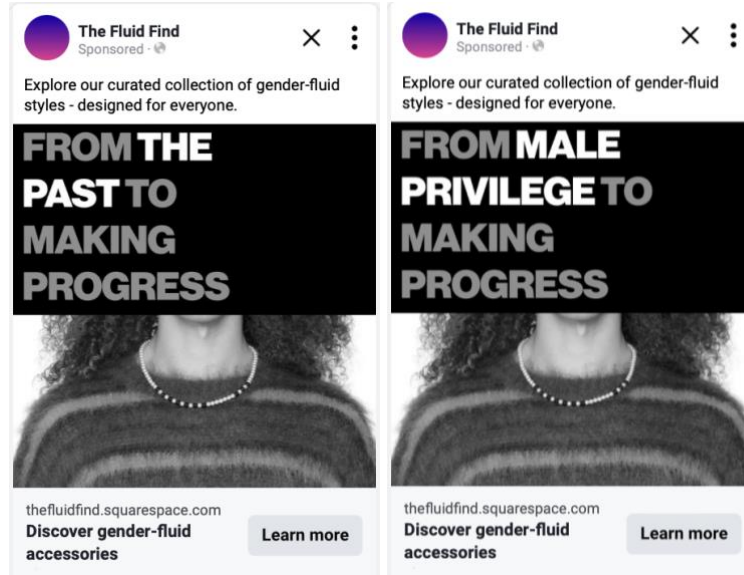 The Fluid Find
Sponsored ·
Explore our curated collection of gender-fluid
styles - designed for everyone.
FROM THE
PAST TO
MAKING
PROGRESS
thefluidfind.squarespace.com
Discover gender-fluid
accessories
Learn more
The Fluid Find
Sponsored ·
Explore our curated collection of gender-fluid
styles - designed for everyone.
FROM MALE
PRIVILEGE TO
MAKING
PROGRESS
thefluidfind.squarespace.com
Discover gender-fluid
accessories
Learn more